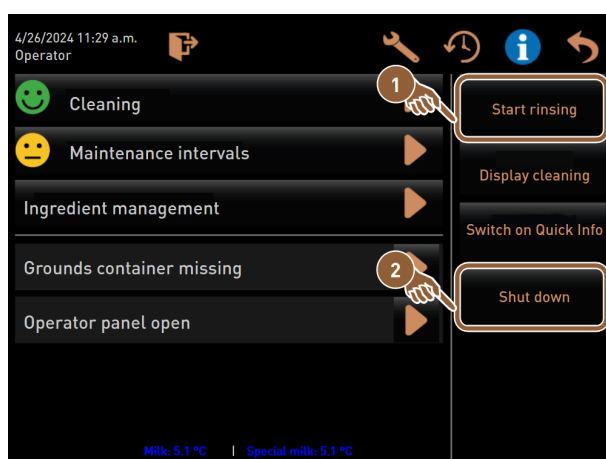 4/26/2024 11:29 a.m.
Operator
Cleaning
1
Start rinsing
Maintenance intervals
Display cleaning
Ingredient management
Switch on Quick Info
Grounds container missing
2
Shut down
Operator panel open
Milk: 5.1 °C | Special milk: 5.1 °C